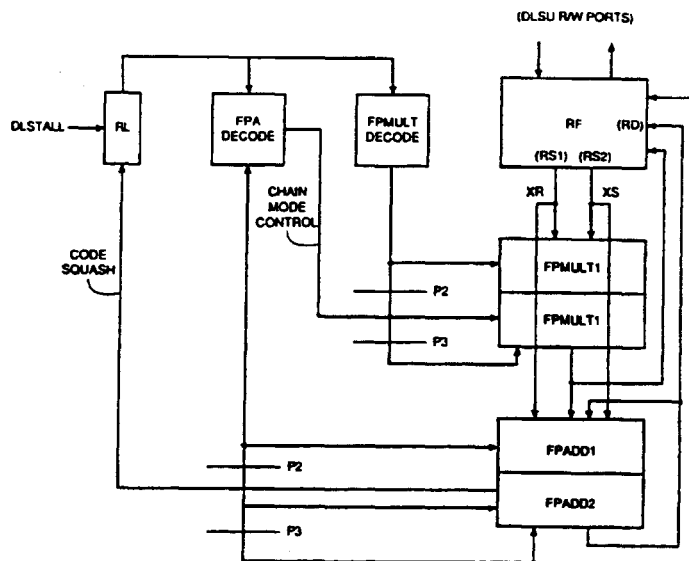 (DLSU R/W PORTS)
DLSTALL
RL
FPA
DECODE
FPMULT
DECODE
RF
(RD)
(RS1)
(RS2)
CHAIN
MODE
CONTROL
XR
XS
CODE
SQUASH
FPMULT1
P2
FPMULT1
P3
FPADD1
P2
FPADD2
P3